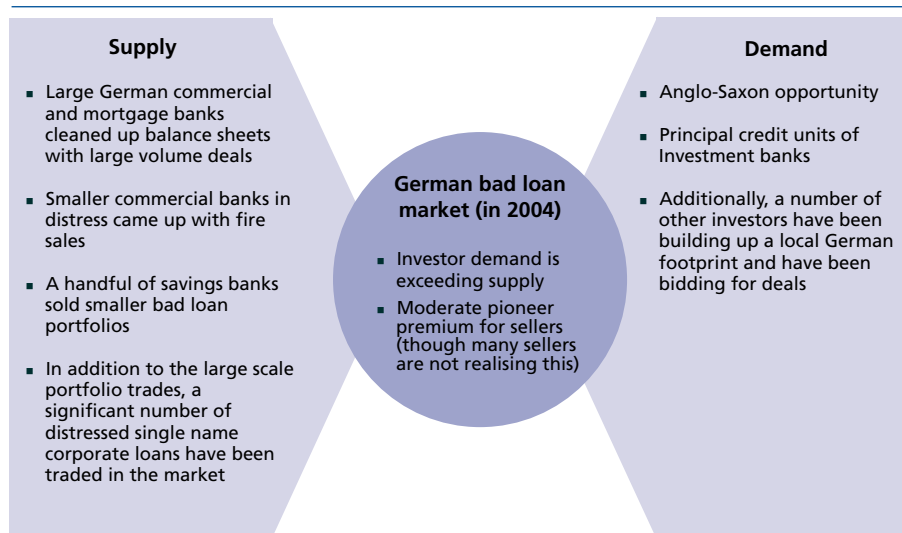 Supply
▪ Large German commercial
and mortgage banks
cleaned up balance sheets
with large volume deals
▪ Smaller commercial banks in
distress came up with fire
sales
▪ A handful of savings banks
sold smaller bad loan
portfolios
▪ In addition to the large scale
portfolio trades, a
significant number of
distressed single name
corporate loans have been
traded in the market
German bad loan
market (in 2004)
▪ Investor demand is
exceeding supply
▪ Moderate pioneer
premium for sellers
(though many sellers
are not realising this)
Demand
▪ Anglo-Saxon opportunity
▪ Principal credit units of
Investment banks
▪ Additionally, a number of
other investors have been
building up a local German
footprint and have been
bidding for deals